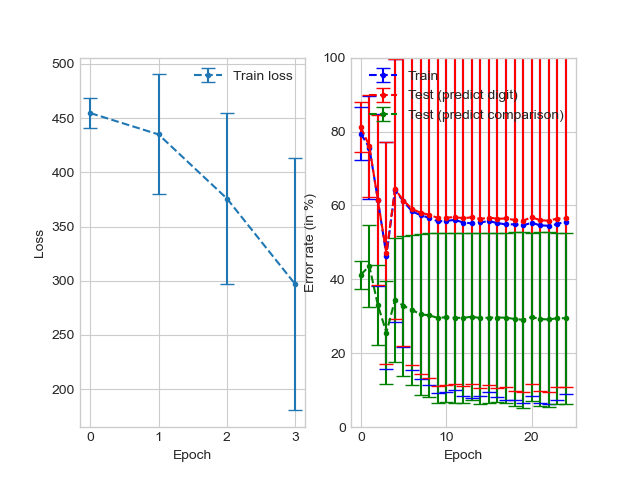 500
450
400
350
300
250
200
0
1
2
3
Epoch
Loss
Train loss
100
80
60
40
20
0
0
10
20
Epoch
Error rate (in %)
Train
Test (predict digit)
Test (predict comparison)